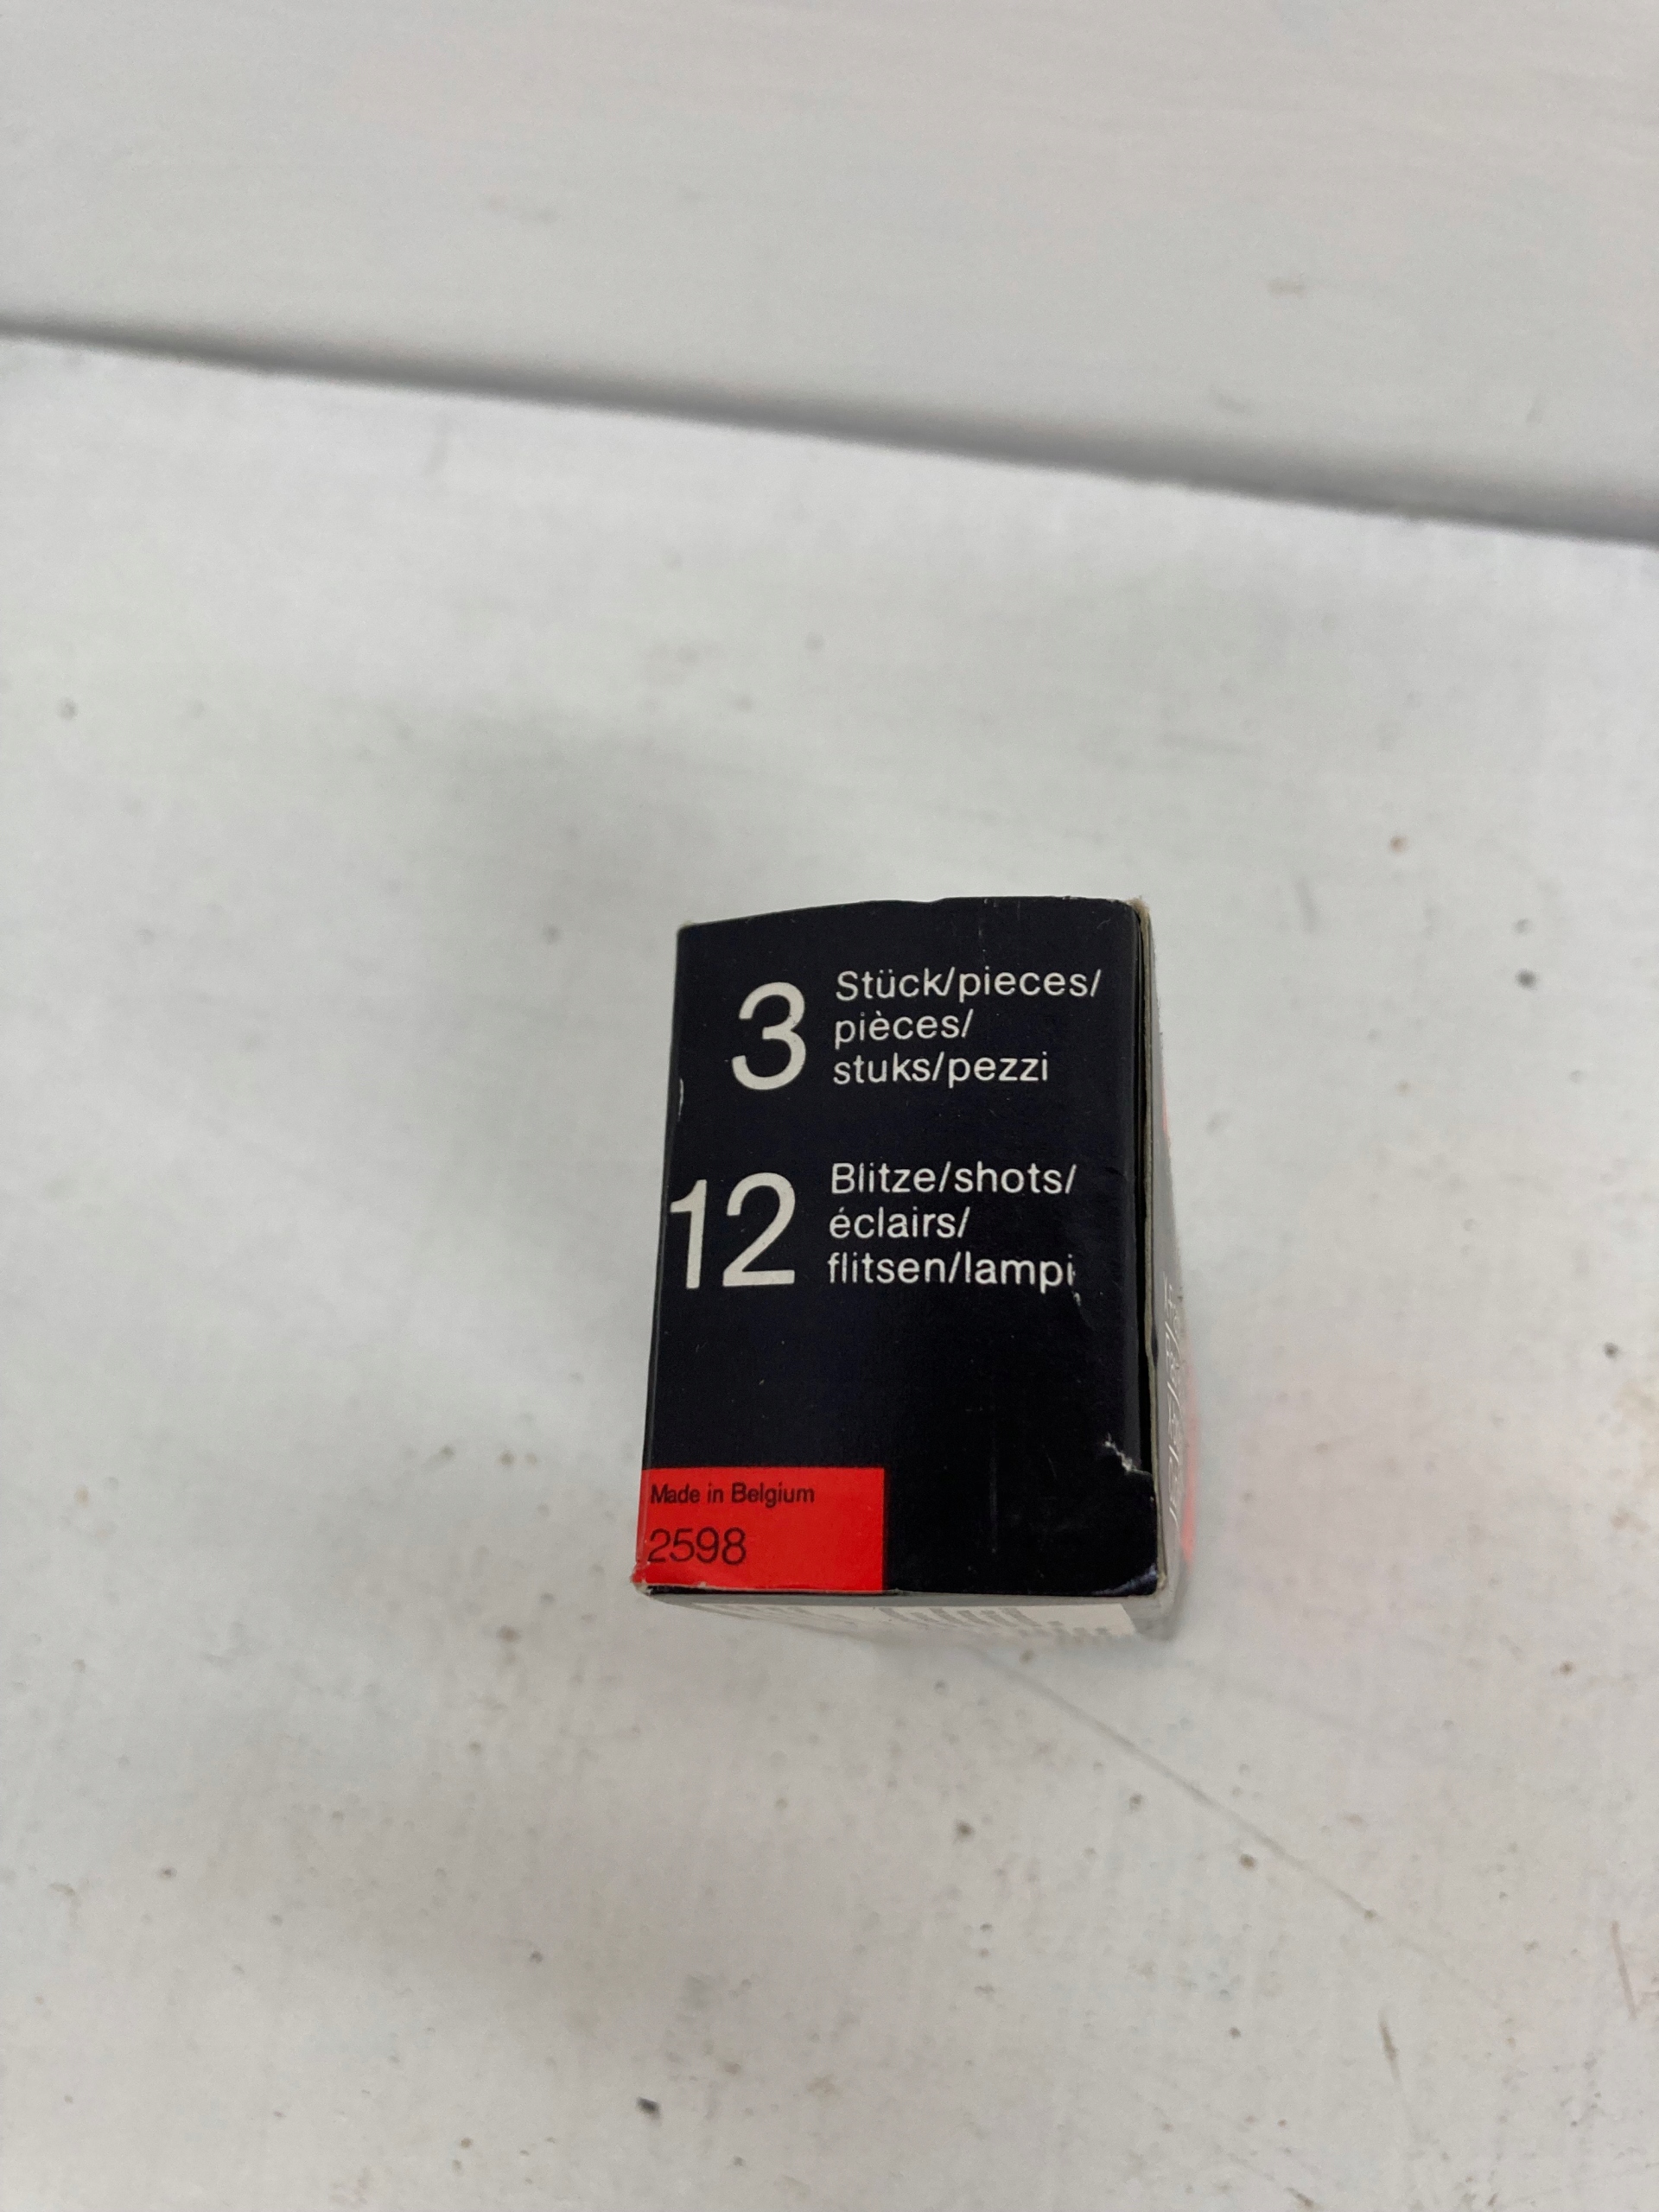 3 Stück/pieces/
pièces/
stuks/pezzi
12 Blitze/shots/
éclairs/
flitsen/lampi
Made in Belgium
2598